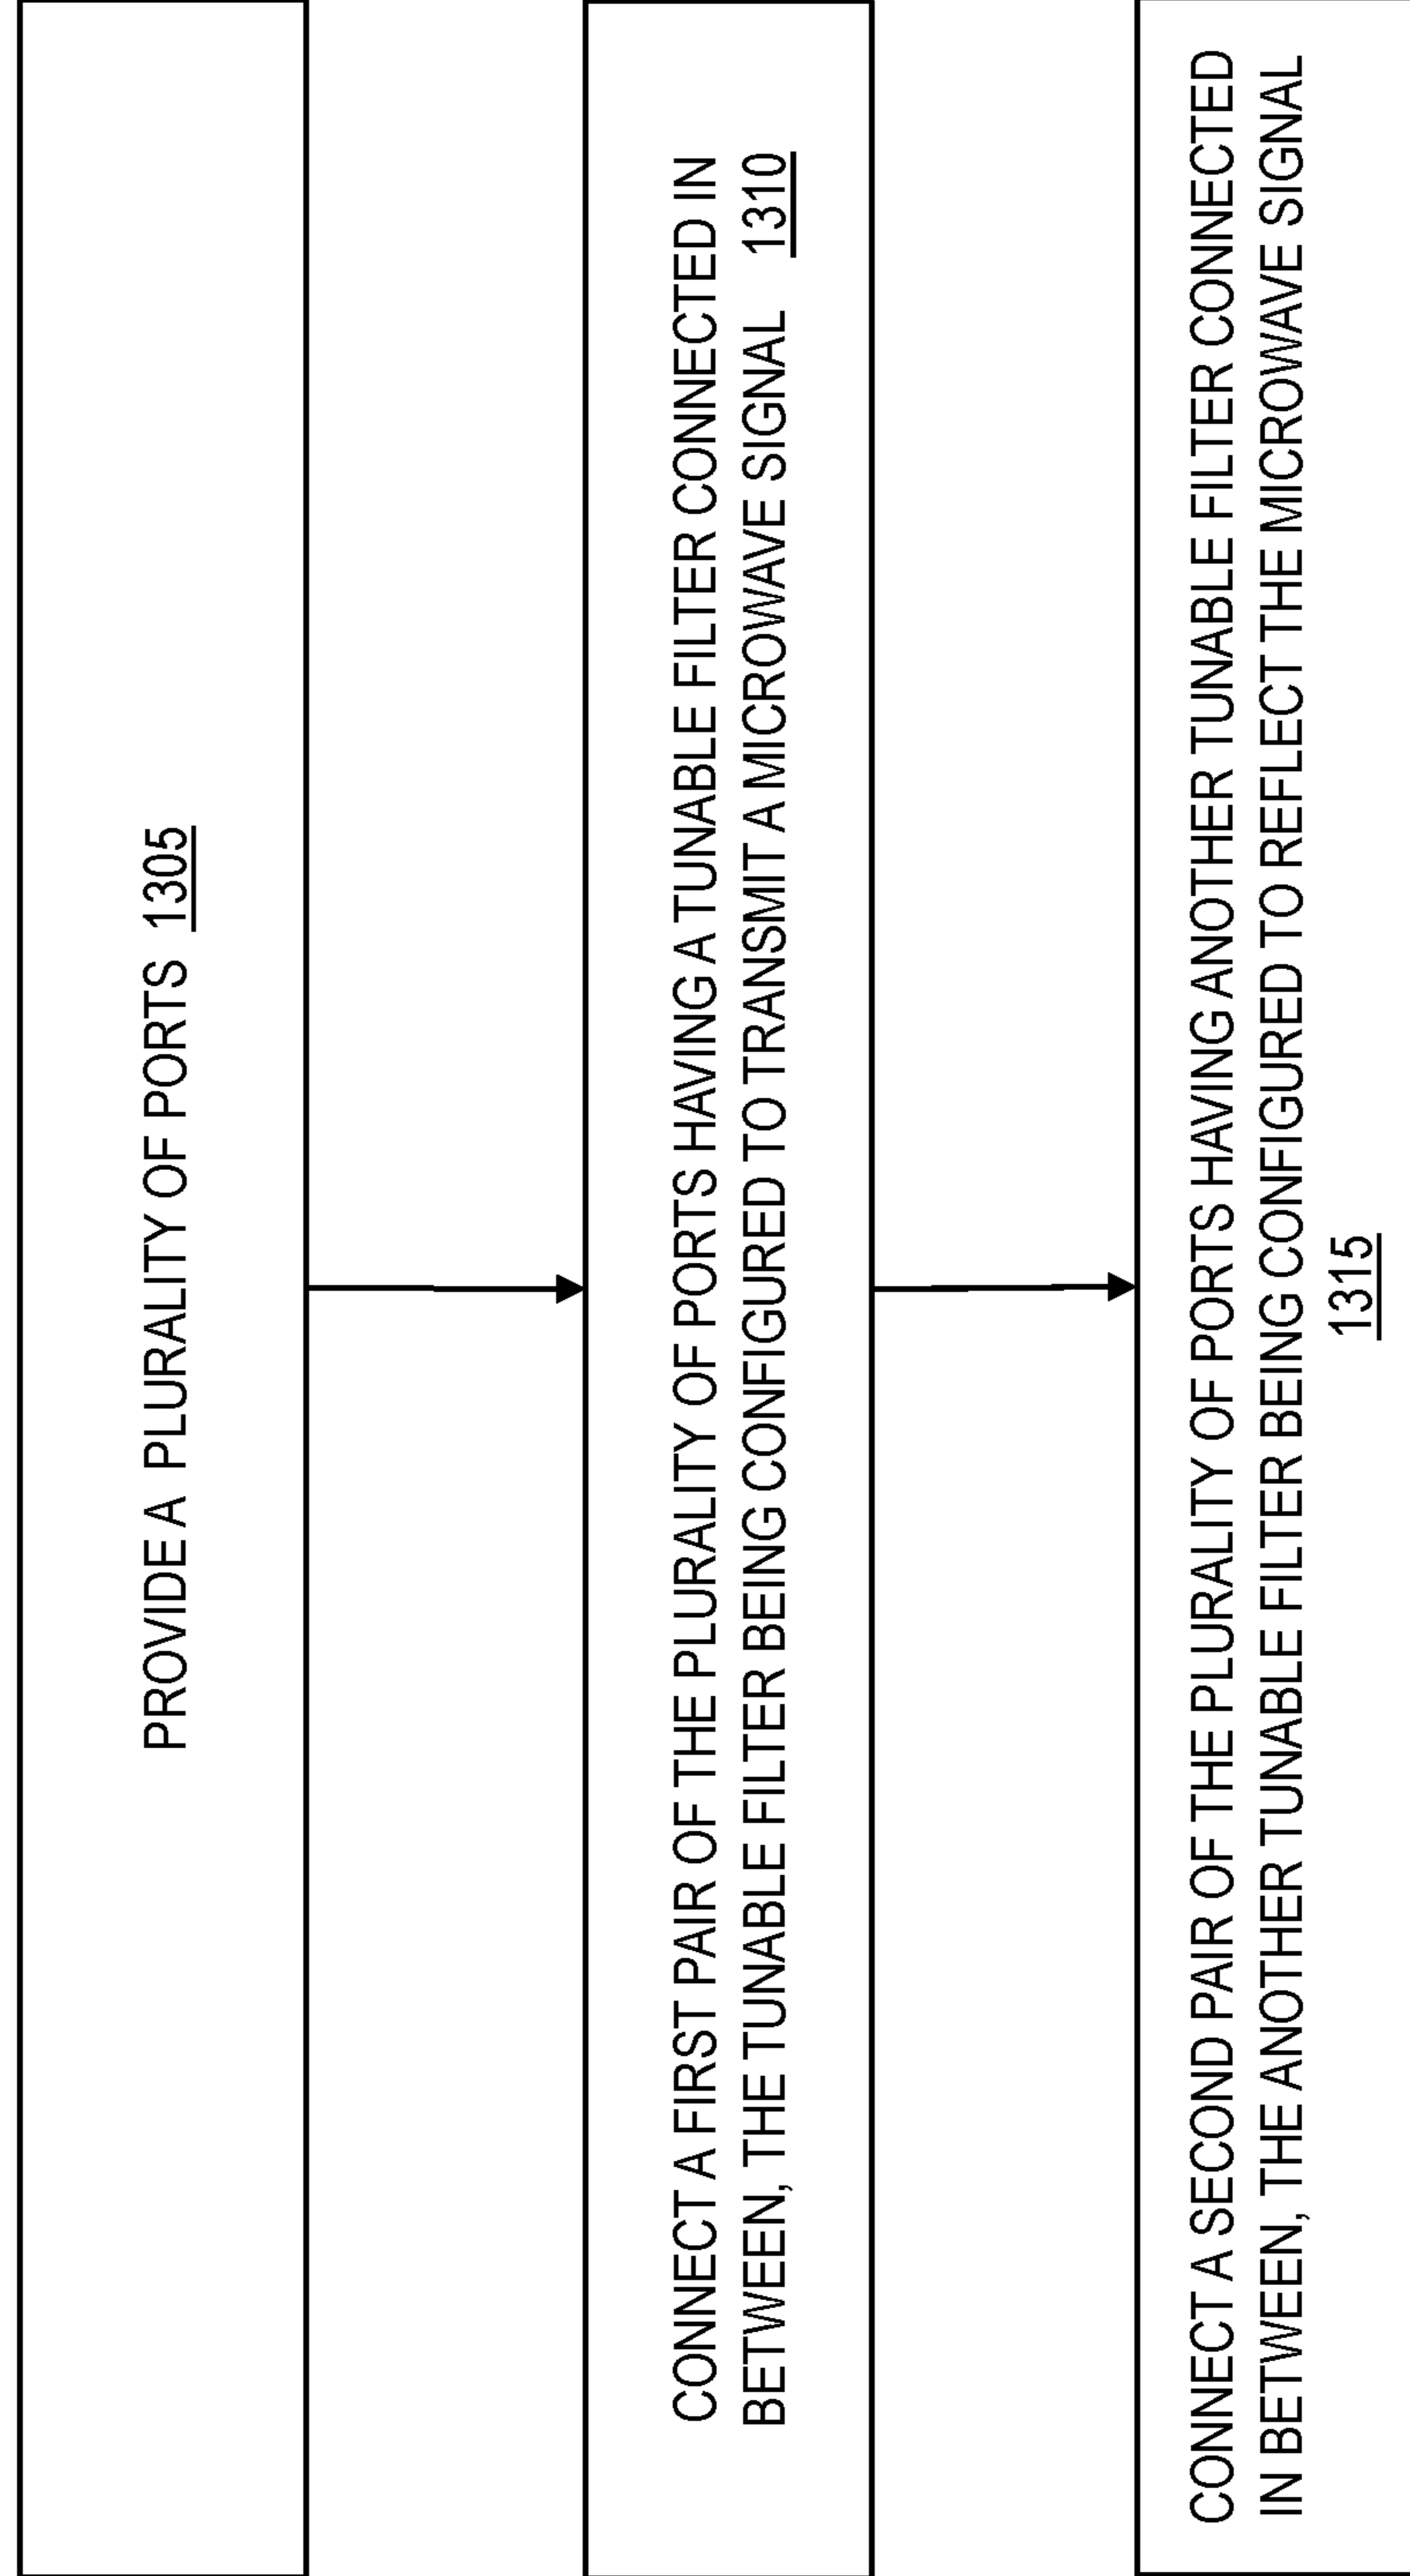 PROVIDE A PLURALITY OF PORTS 1305
CONNECT A FIRST PAIR OF THE PLURALITY OF PORTS HAVING A TUNABLE FILTER CONNECTED IN
BETWEEN, THE TUNABLE FILTER BEING CONFIGURED TO TRANSMIT A MICROWAVE SIGNAL 1310
CONNECT A SECOND PAIR OF THE PLURALITY OF PORTS HAVING ANOTHER TUNABLE FILTER CONNECTED
IN BETWEEN, THE ANOTHER TUNABLE FILTER BEING CONFIGURED TO REFLECT THE MICROWAVE SIGNAL
1315